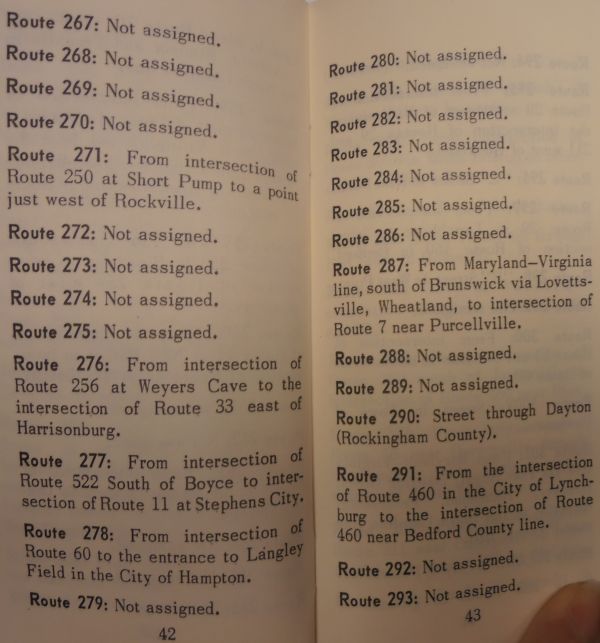 Route 267: Not assigned.
Route 268: Not assigned.
Route 269: Not assigned.
Route 270: Not assigned.
Route 271: From intersection of
Route 250 at Short Pump to a point
just west of Rockville.
Route 272: Not assigned.
Route 273: Not assigned.
Route 274: Not assigned.
Route 275: Not assigned.
Route 276: From intersection of
Route 256 at Weyers Cave to the
intersection of Route 33 east of
Harrisonburg.
Route 277: From intersection of
Route 522 South of Boyce to inter-
section of Route 11 at Stephens City.
Route 278: From intersection of
Route 60 to the entrance to Langley
Field in the City of Hampton.
Route 279: Not assigned.
42
Route 280: Not assigned.
Route 281: Not assigned.
Route 282: Not assigned.
Route 283: Not assigned.
Route 284: Not assigned.
Route 285: Not assigned.
Route 286: Not assigned.
Route 287: From Maryland–Virginia
line, south of Brunswick via Lovetts-
ville, Wheatland, to intersection of
Route 7 near Purcellville.
Route 288: Not assigned.
Route 289: Not assigned.
Route 290: Street through Dayton
(Rockingham County).
Route 291: From the intersection
of Route 460 in the City of Lynch-
burg to the intersection of Route
460 near Bedford County line.
Route 292: Not assigned.
Route 293: Not assigned.
43